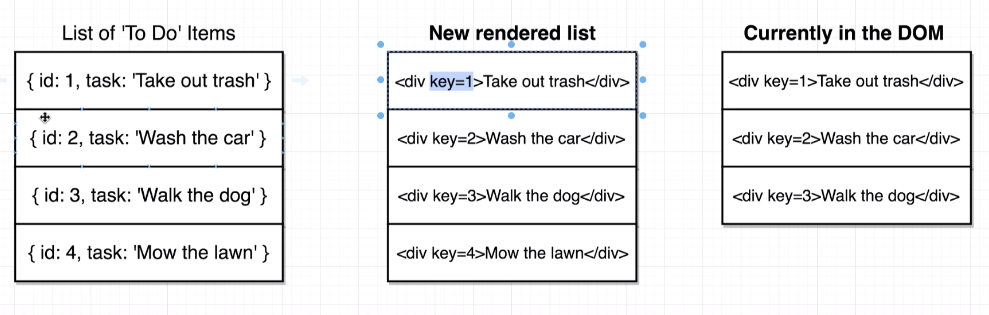 List of 'To Do' Items
{ id: 1, task: 'Take out trash' }
{ id: 2, task: 'Wash the car' }
{ id: 3, task: 'Walk the dog' }
{ id: 4, task: 'Mow the lawn' }
New rendered list
<div key=1>Take out trash</div>
<div key=2>Wash the car</div>
<div key=3>Walk the dog</div>
<div key=4>Mow the lawn</div>
Currently in the DOM
<div key=1>Take out trash</div>
<div key=2>Wash the car</div>
<div key=3>Walk the dog</div>